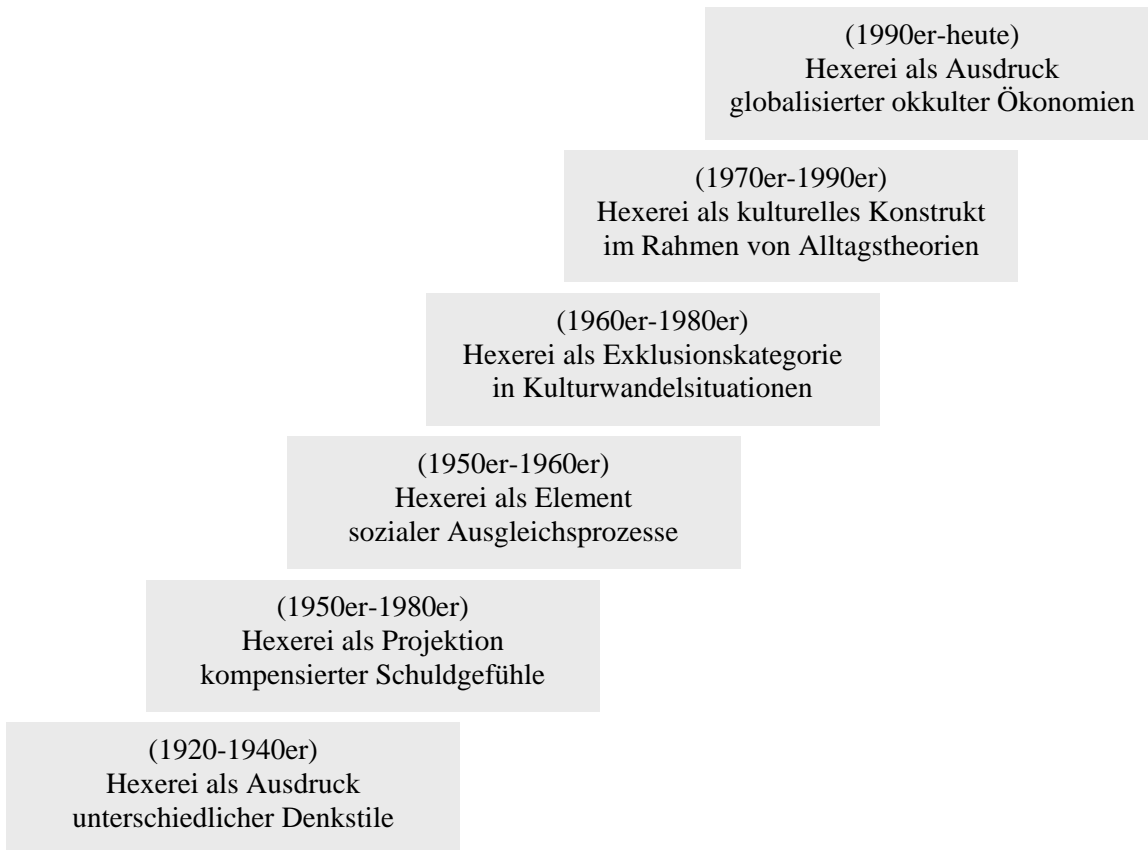 (1990er-heute)
Hexerei als Ausdruck
globalisierter okkulter Ökonomien
(1970er-1990er)
Hexerei als kulturelles Konstrukt
im Rahmen von Alltagstheorien
(1960er-1980er)
Hexerei als Exklusionskategorie
in Kulturwandelsituationen
(1950er-1960er)
Hexerei als Element
sozialer Ausgleichsprozesse
(1950er-1980er)
Hexerei als Projektion
kompensierter Schuldgefühle
(1920-1940er)
Hexerei als Ausdruck
unterschiedlicher Denkstile